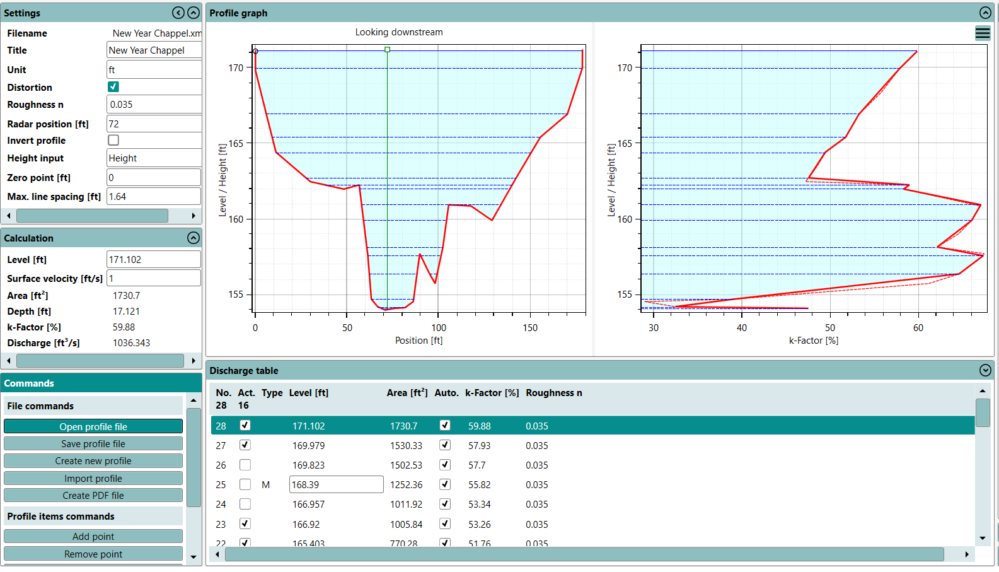 Settings
Filename New Year Chappel.xm
Title New Year Chappel
Unit ft
Distortion
Roughness n 0.035
Radar position [ft] 72
Invert profile
Height input Height
Zero point [ft] 0
Max. line spacing [ft] 1.64
Calculation
Level [ft] 171.102
Surface velocity [ft/s] 1
Area [ft²] 1730.7
Depth [ft] 17.121
k-Factor [%] 59.88
Discharge [ft³/s] 1036.343
Commands
File commands
Open profile file
Save profile file
Create new profile
Import profile
Create PDF file
Profile items commands
Add point
Remove point
Profile graph
Looking downstream
Level / Height [ft]
170
165
160
155
0 50 100 150
Position [ft]
Level / Height [ft]
170
165
160
155
30 40 50 60
k-Factor [%]
Discharge table
No. Act. Type Level [ft] Area [ft²] Auto. k-Factor [%] Roughness n
28 16
28 171.102 1730.7 59.88 0.035
27 169.979 1530.33 57.93 0.035
26 169.823 1502.53 57.7 0.035
25 M 168.39 1252.36 55.82 0.035
24 166.957 1011.92 53.34 0.035
23 166.92 1005.84 53.26 0.035
22 165.403 770.28 51.76 0.035